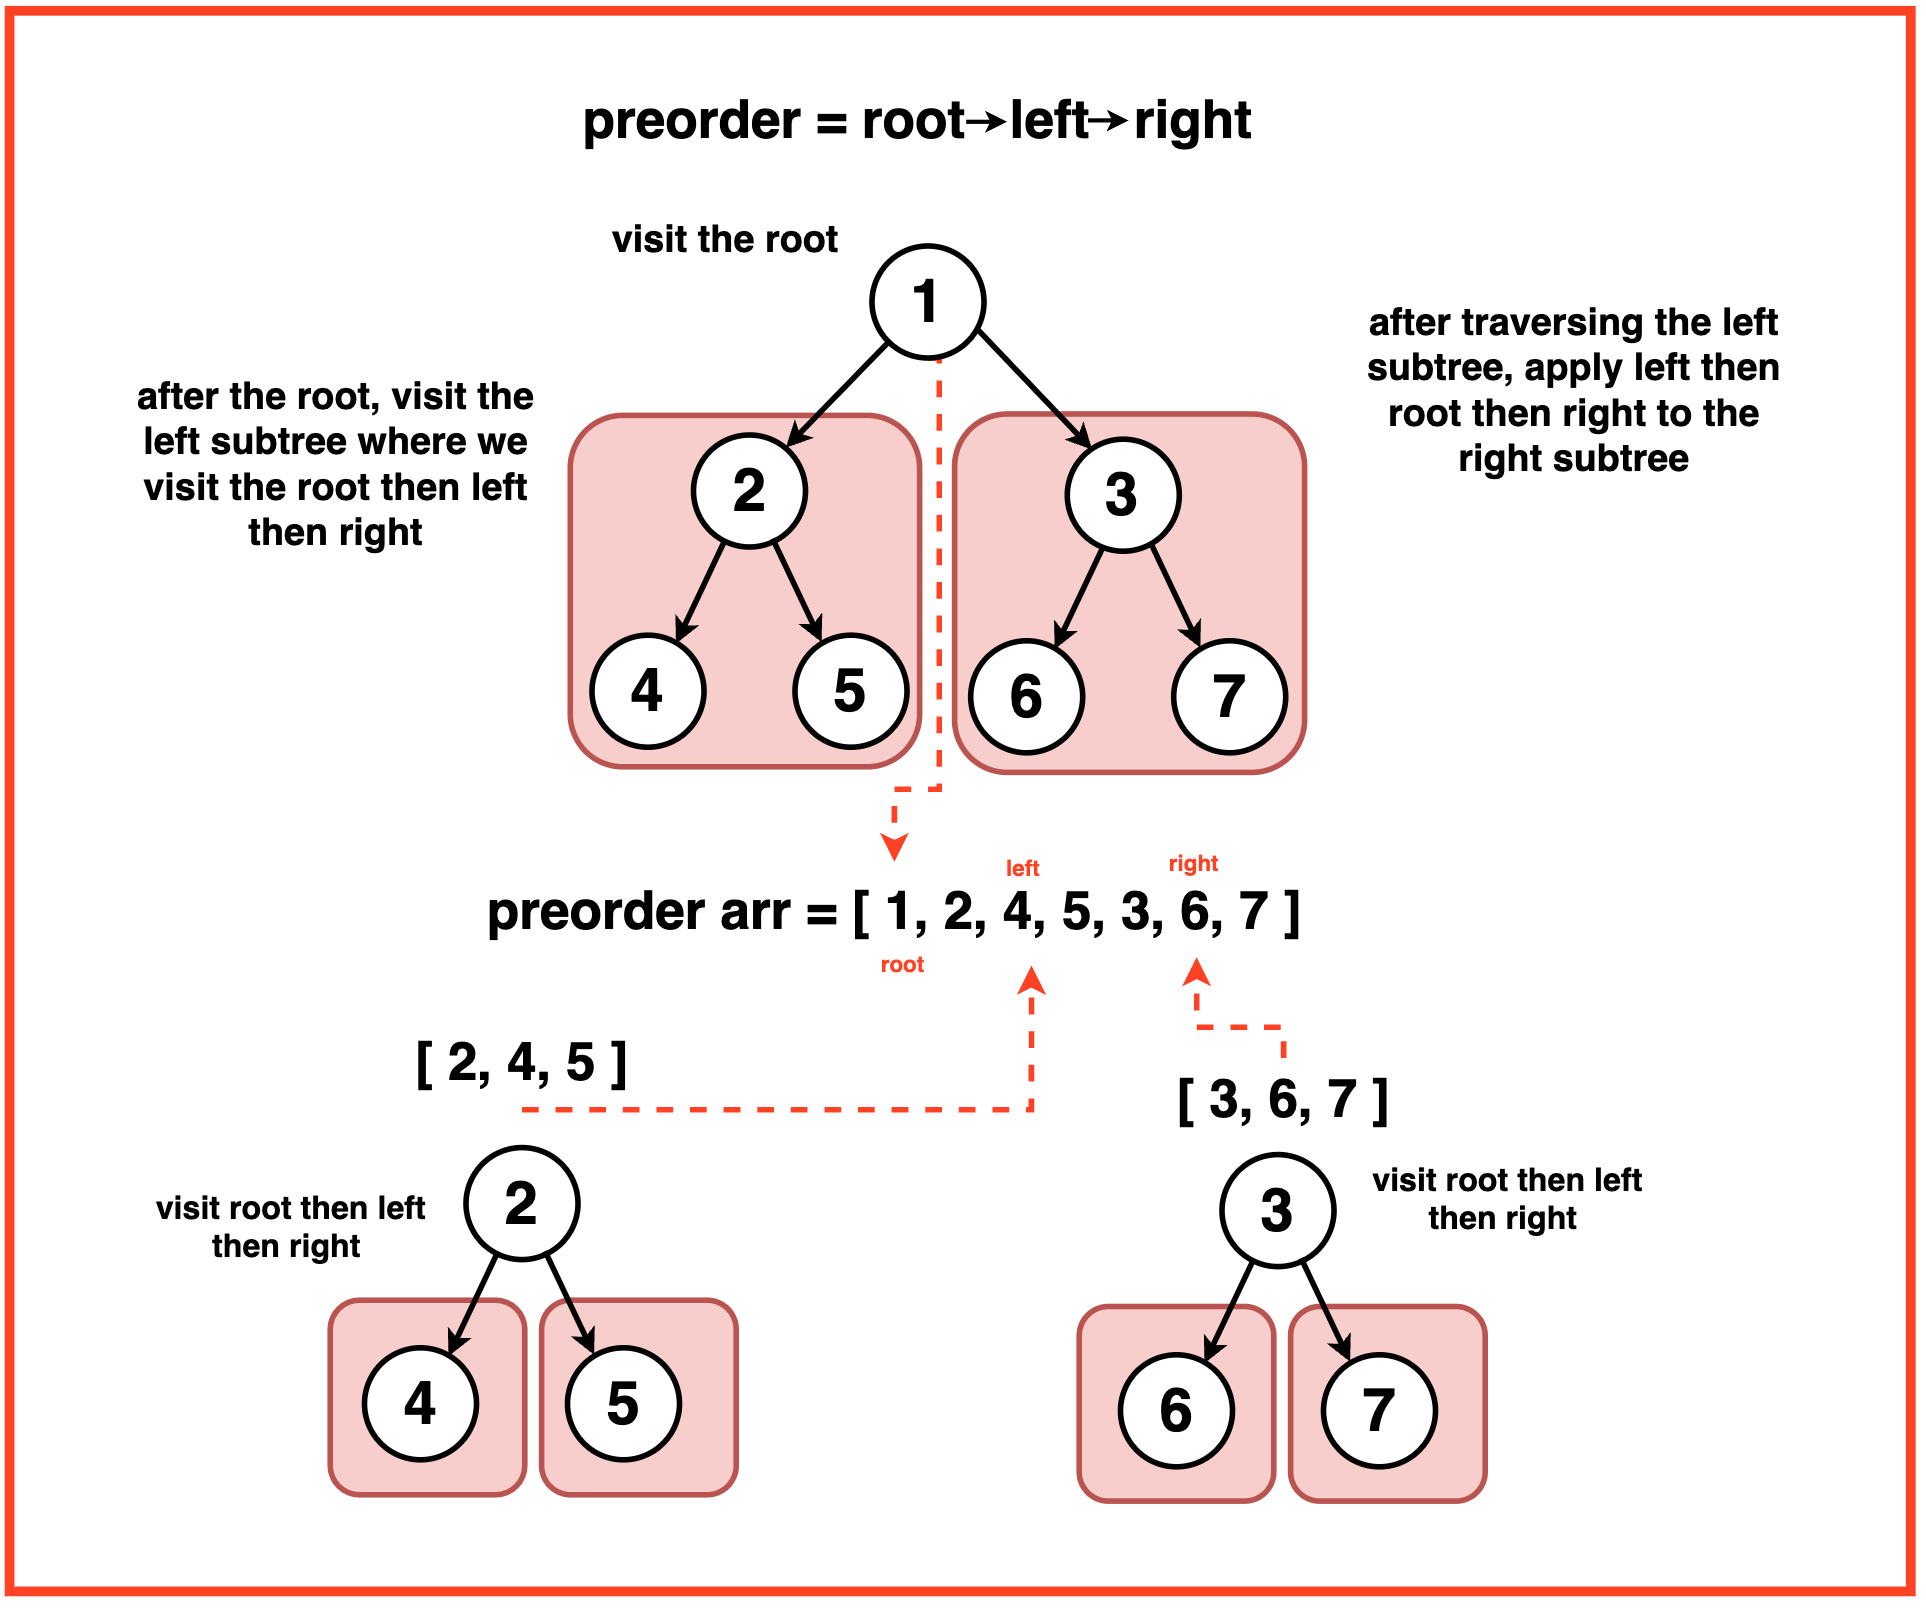 preorder = root→left→right
visit the root
1
after the root, visit the
left subtree where we
visit the root then left
then right
after traversing the left
subtree, apply left then
root then right to the
right subtree
2
3
4
5
6
7
left
right
preorder arr = [ 1, 2, 4, 5, 3, 6, 7 ]
root
[ 2, 4, 5 ]
[ 3, 6, 7 ]
visit root then left
then right
2
4
5
3
visit root then left
then right
6
7